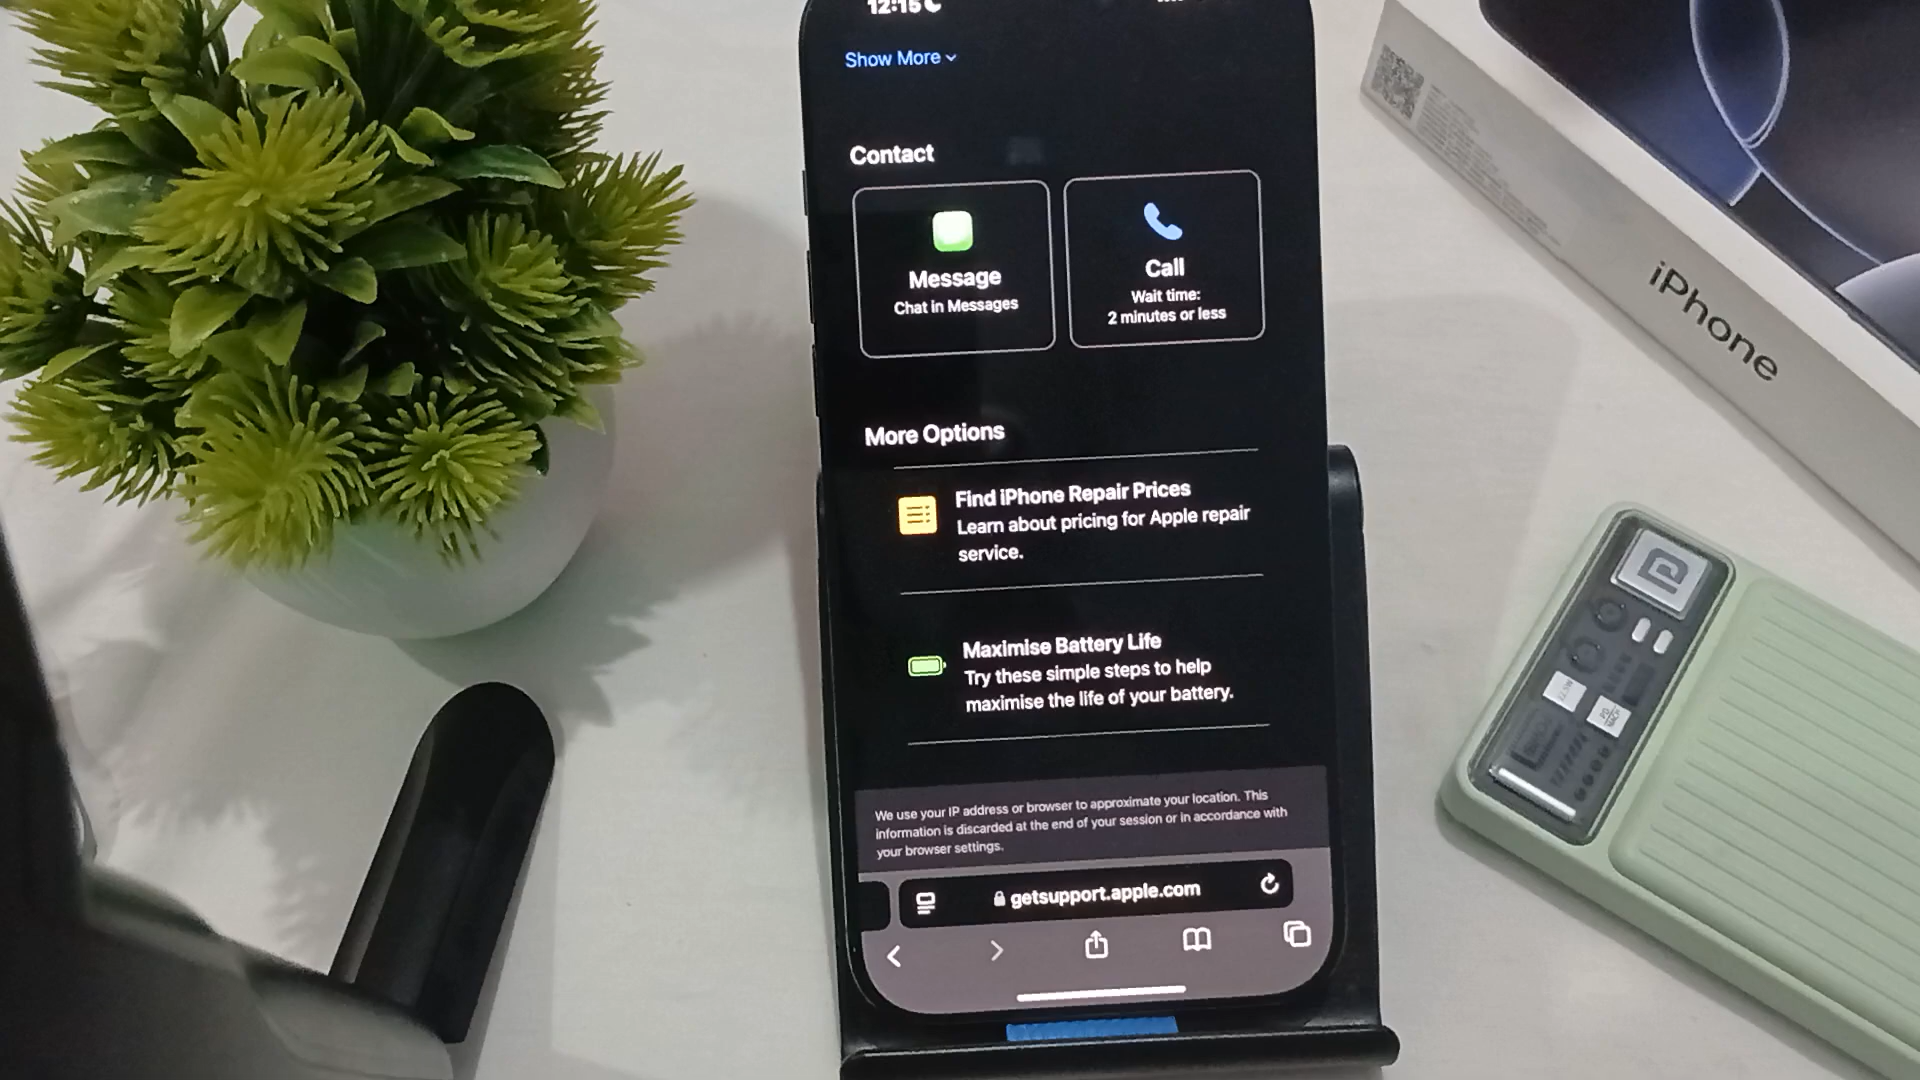 12:15
Show More
Contact
Message
Chat in Messages
Call
Wait time:
2 minutes or less
More Options
Find iPhone Repair Prices
Learn about pricing for Apple repair
service.
Maximise Battery Life
Try these simple steps to help
maximise the life of your battery.
We use your IP address or browser to approximate your location. This
information is discarded at the end of your session or in accordance with
your browser settings.
getsupport.apple.com
iPhone